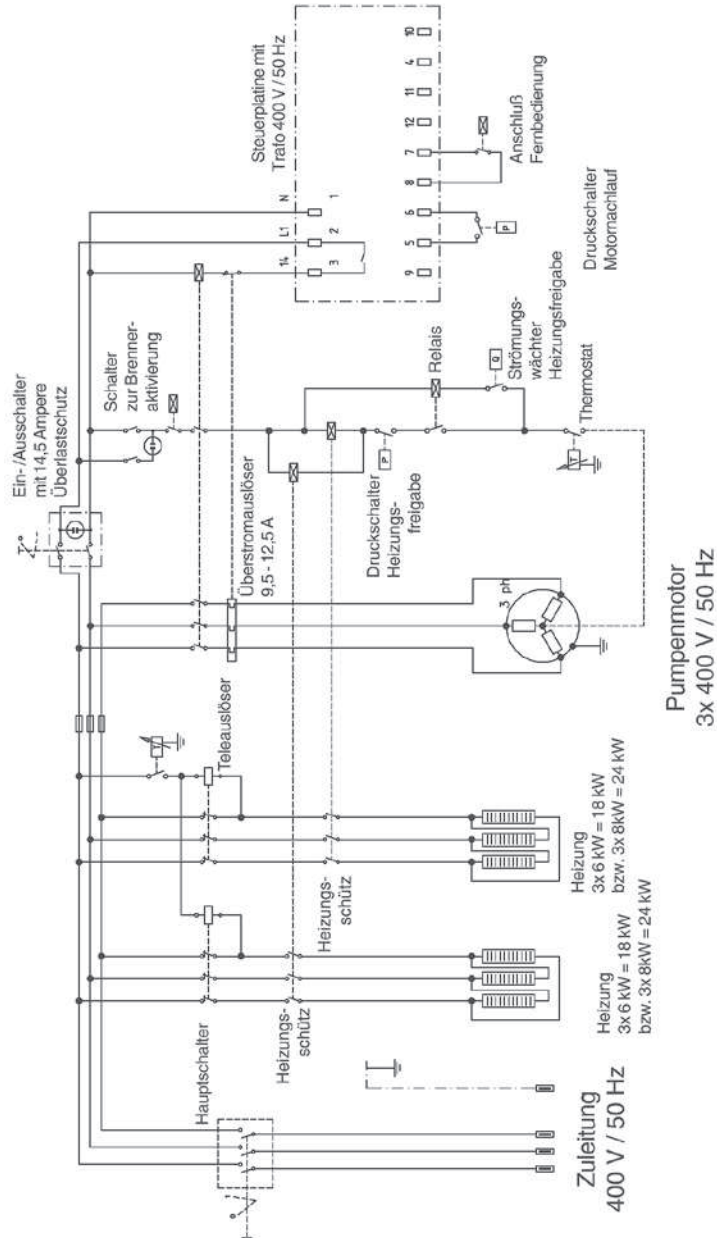 Ein-/Ausschalter
mit 14,5 Ampere
Überlastschutz
Schalter
zur Brenner-
aktivierung
Steuerplatine mit
Trafo 400 V / 50 Hz
14
L1
N
3
2
1
9
5
6
8
7
12
11
4
10
P
Druckschalter
Motornachlauf
Anschluß
Fernbedienung
Hauptschalter
Teleauslöser
T
Überstromauslöser
9,5 - 12,5 A
Heizungs-
schütz
Heizungs-
schütz
P
Druckschalter
Heizungs-
freigabe
Relais
Q
Strömungs-
wächter
Heizungsfreigabe
T
Thermostat
3 ph
Zuleitung
400 V / 50 Hz
Heizung
3x 6 kW = 18 kW
bzw. 3x 8kW = 24 kW
Heizung
3x 6 kW = 18 kW
bzw. 3x 8kW = 24 kW
Pumpenmotor
3x 400 V / 50 Hz